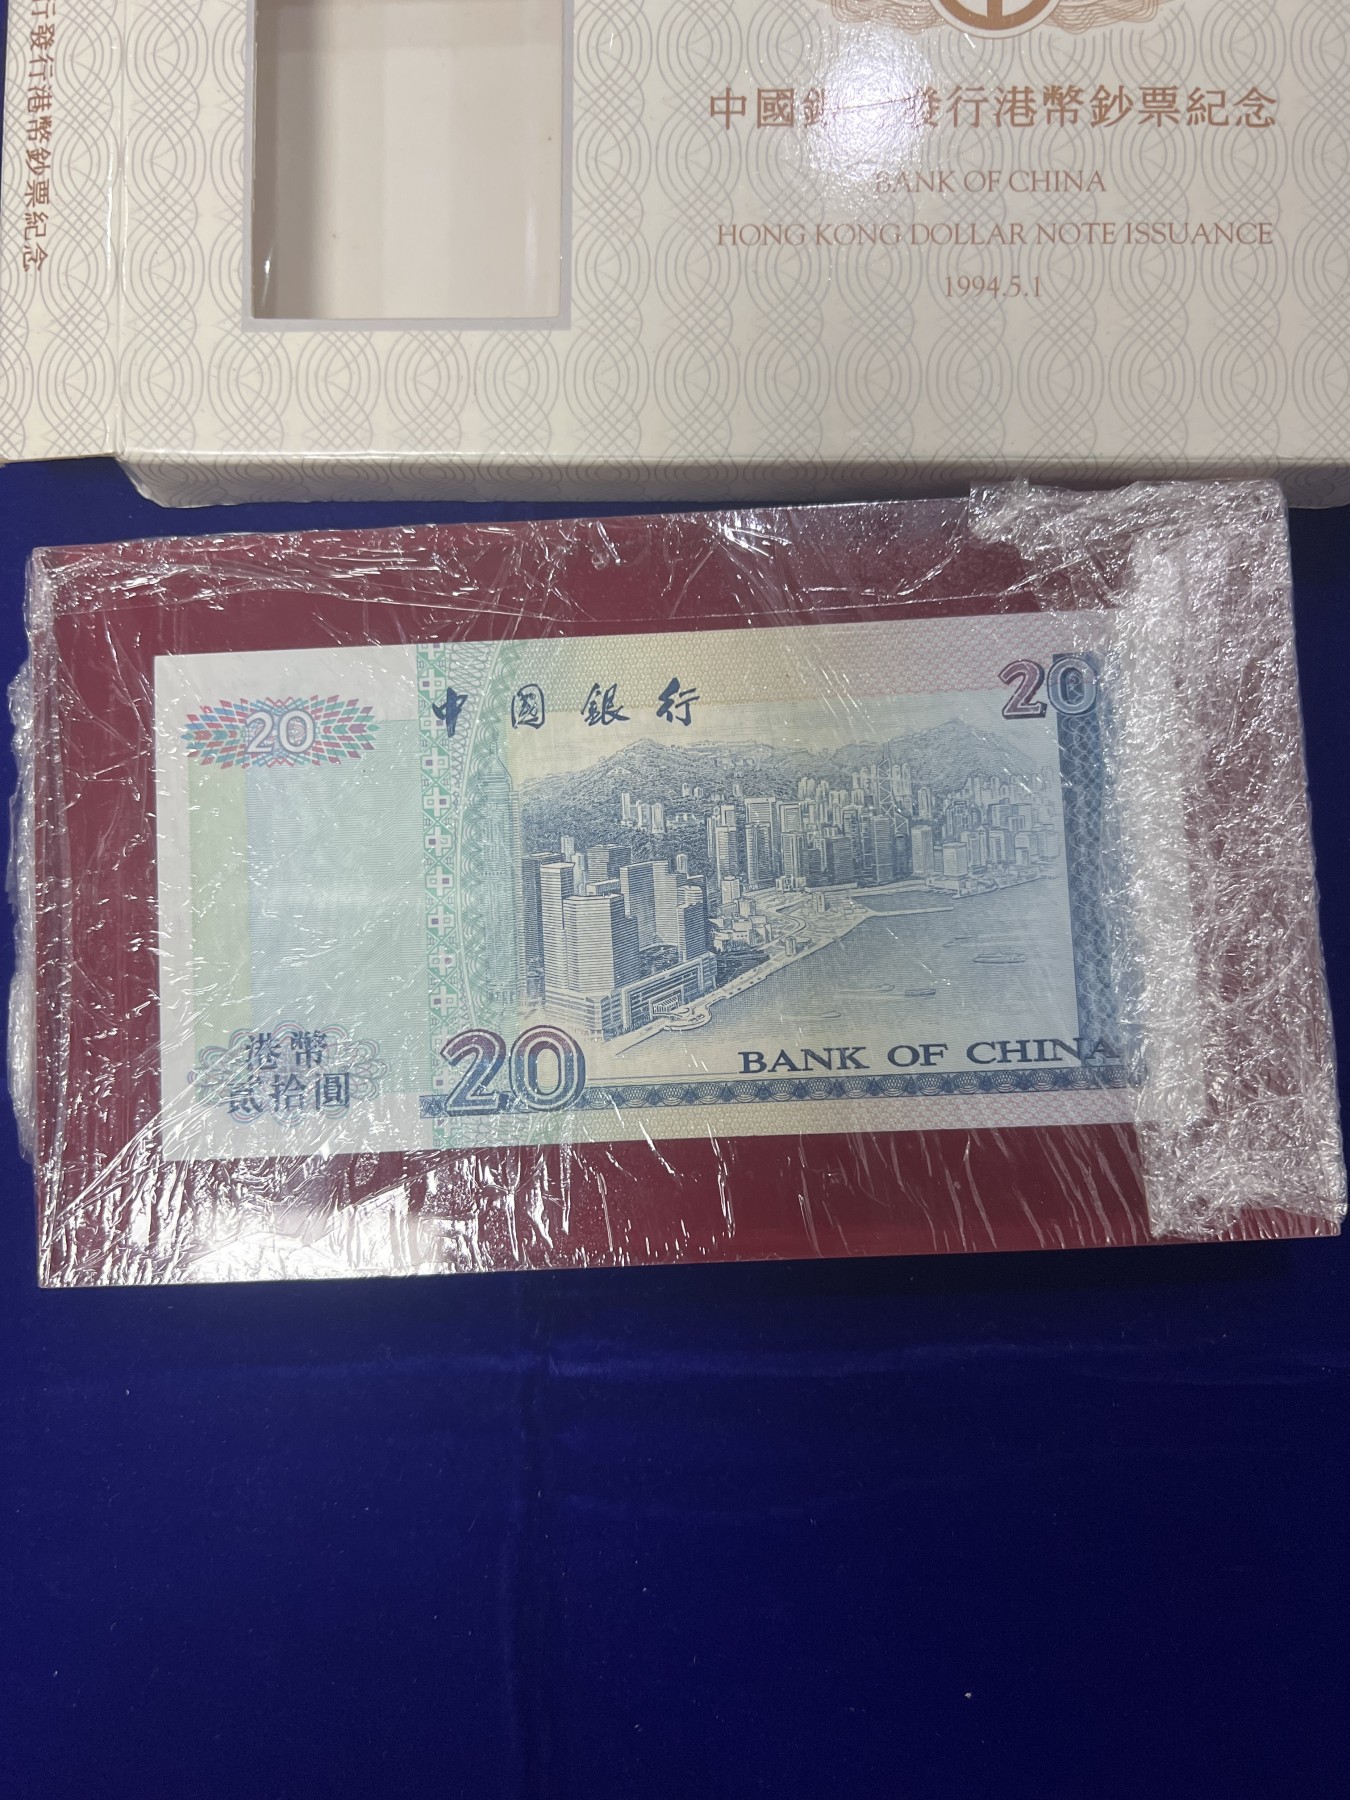 行發行港幣鈔票紀念
中國銀 發行港幣鈔票紀念
BANK OF CHINA
HONG KONG DOLLAR NOTE ISSUANCE
1994.5.1
20
中國銀行
20
港幣
貳拾圓
20
BANK OF CHINA